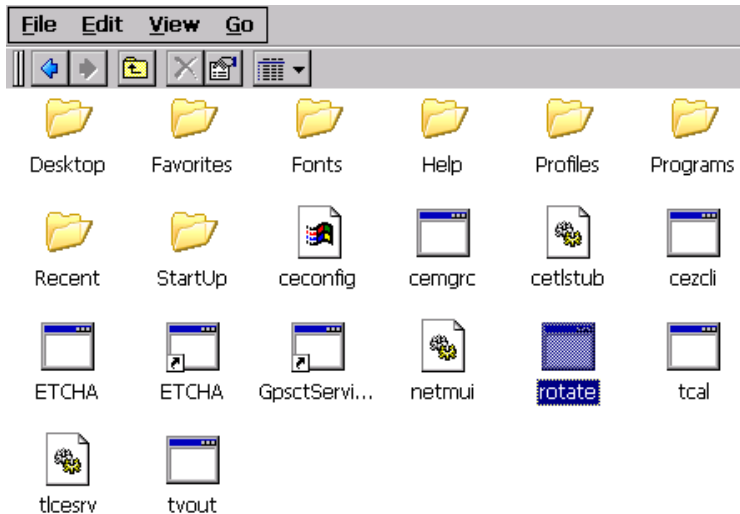 File Edit View Go
Desktop Favorites Fonts Help Profiles Programs
Recent StartUp ceconfig cemgrc cetlstub cezcli
ETCHA ETCHA GpsctServi... netmui rotate tcal
tlcesrv tvout